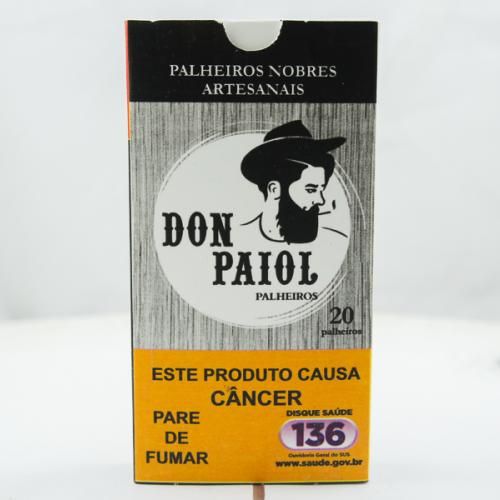 PALHEIROS NOBRES
ARTESANAIS
DON
PAIOL
PALHEIROS
20
palheiros
ESTE PRODUTO CAUSA
CÂNCER
PARE
DE
FUMAR
DISQUE SAÚDE
136
Ouvidoria Geral do SUS
www.saude.gov.br